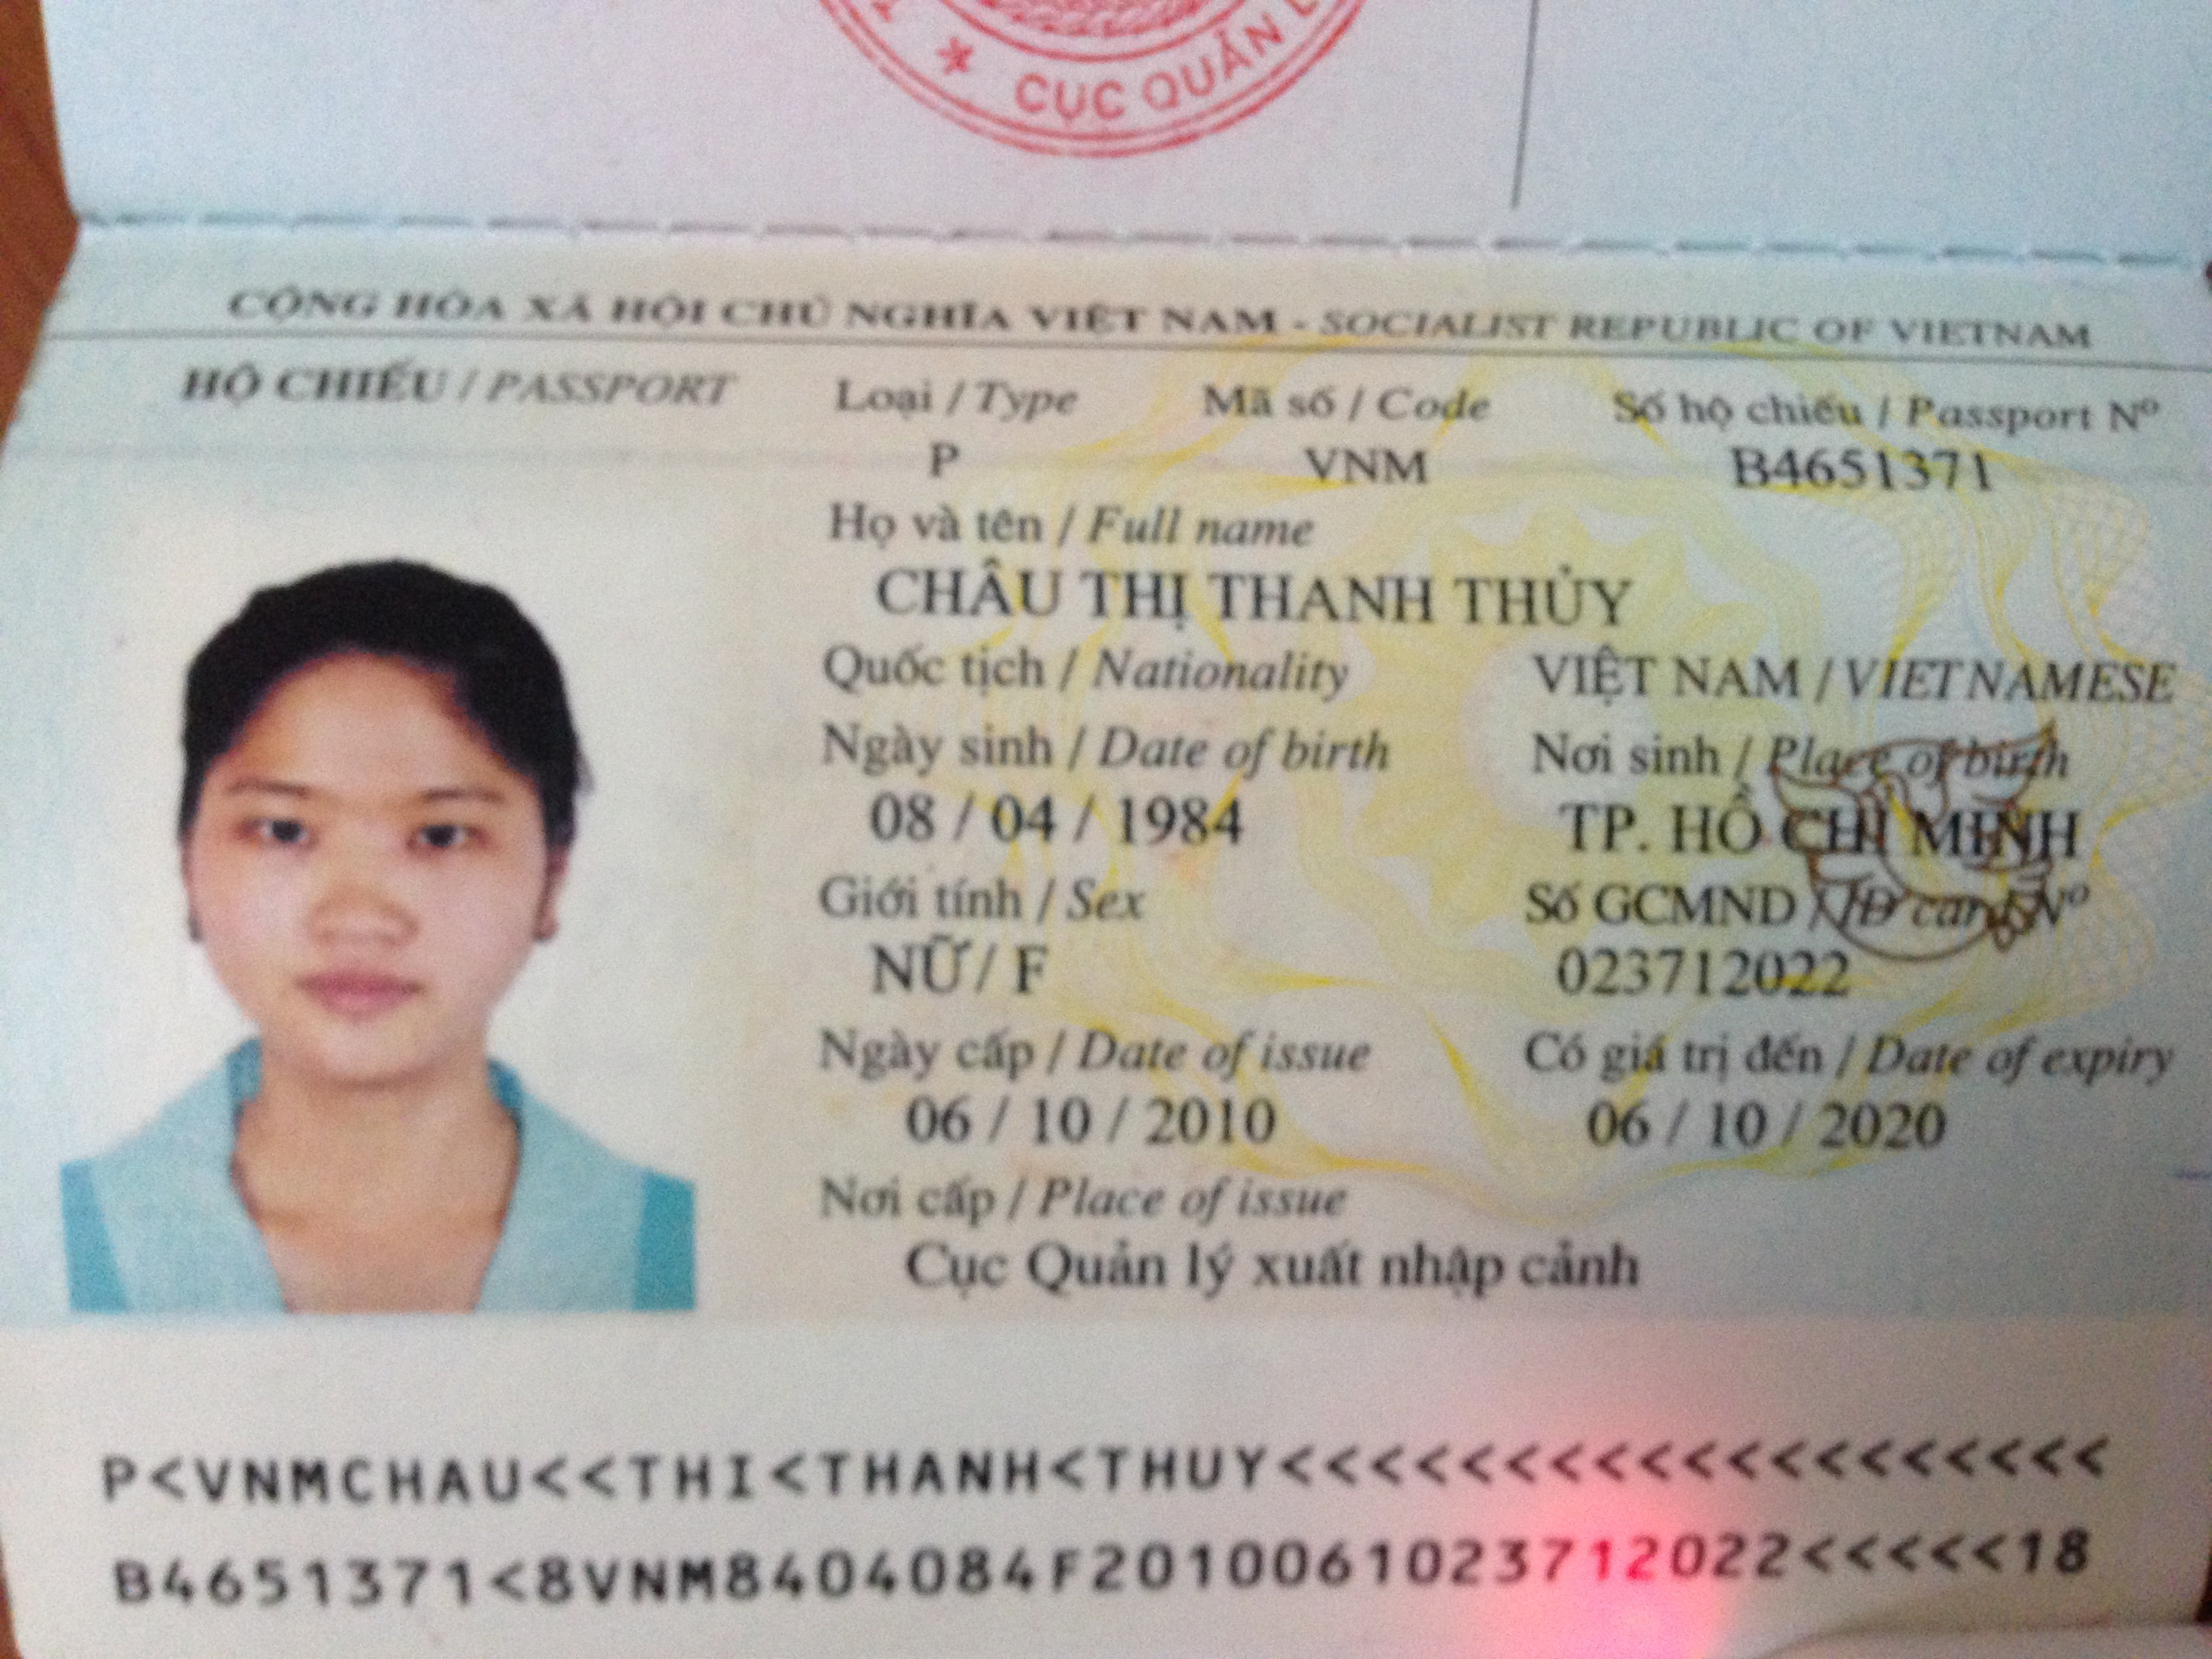 CỘNG HÒA XÃ HỘI CHỦ NGHĨA VIỆT NAM - SOCIALIST REPUBLIC OF VIETNAM
HỘ CHIẾU / PASSPORT
Loại / Type Mã số / Code Số hộ chiếu / Passport Nº
P VNM B4651371
Họ và tên / Full name
CHÂU THỊ THANH THỦY
Quốc tịch / Nationality VIỆT NAM / VIETNAMESE
Ngày sinh / Date of birth Nơi sinh / Place of birth
08 / 04 / 1984 TP. HỒ CHÍ MINH
Giới tính / Sex Số GCMND / ID card Nº
NỮ / F 023712022
Ngày cấp / Date of issue Có giá trị đến / Date of expiry
06 / 10 / 2010 06 / 10 / 2020
Nơi cấp / Place of issue
Cục Quản lý xuất nhập cảnh
P<VNMCHAU<<THI<THANH<THUY<<<<<<<<<<<<<<<<<<<
B4651371<8VNM8404084F2010061023712022<<<<<18
CỤC QUẢN